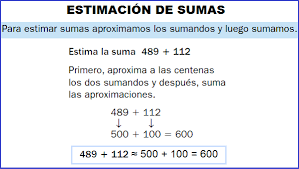 ESTIMACIÓN DE SUMAS
Para estimar sumas aproximamos los sumandos y luego sumamos.
Estima la suma 489 + 112
Primero, aproxima a las centenas
los dos sumandos y después, suma
las aproximaciones.
489 + 112
↓ ↓
500 + 100 = 600
489 + 112 ≈ 500 + 100 = 600